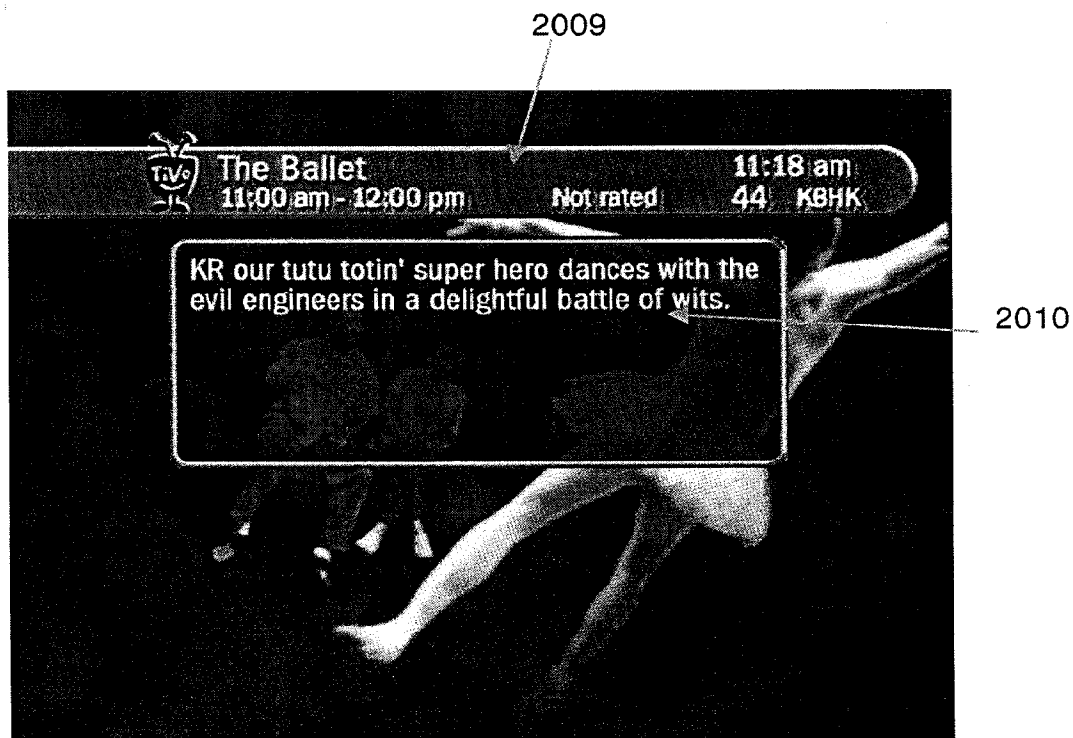 2009
TiVo
The Ballet 11:18 am
11:00 am - 12:00 pm Not rated 44 KBHK
KR our tutu totin' super hero dances with the
evil engineers in a delightful battle of wits.
2010